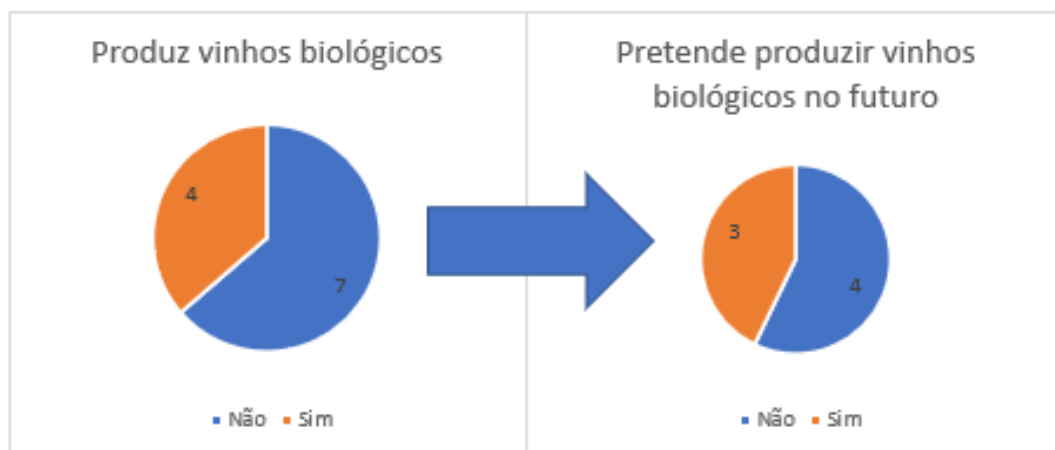 Produz vinhos biológicos
4
7
Não Sim
Pretende produzir vinhos
biológicos no futuro
3
4
Não Sim